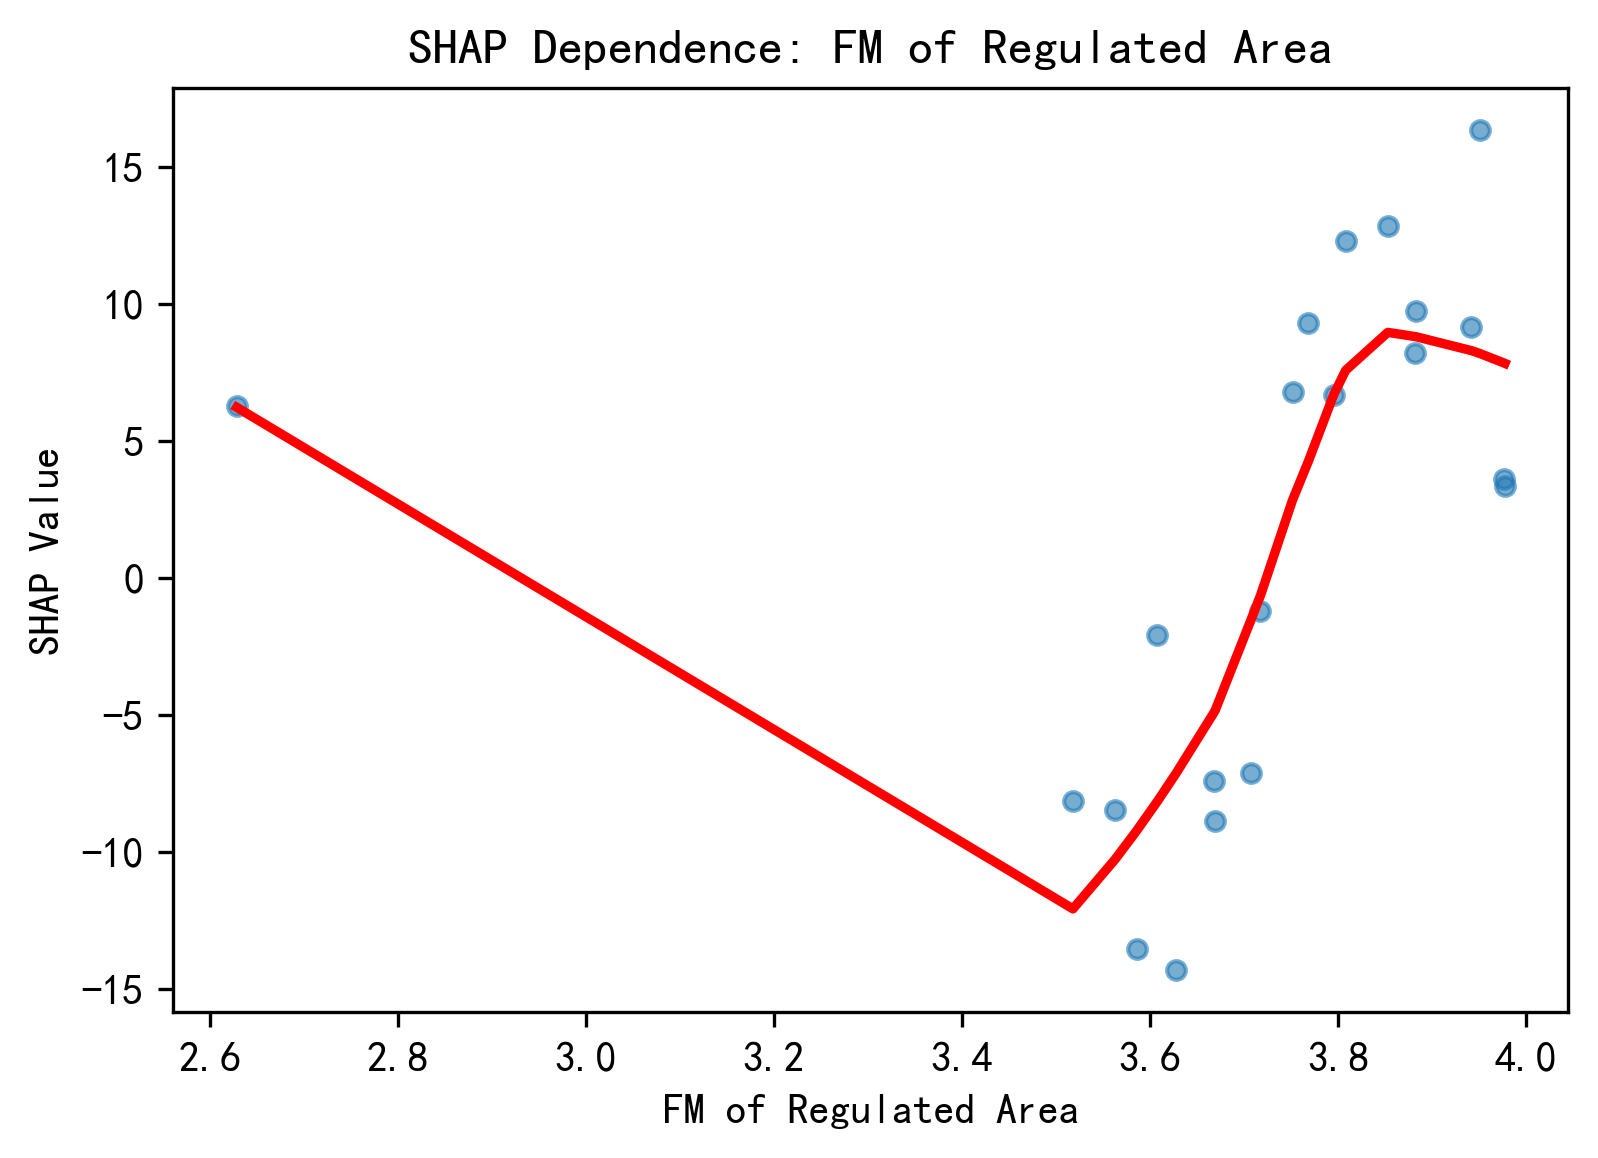 SHAP Dependence: FM of Regulated Area
15
10
5
0
−5
−10
−15
SHAP Value
2.6 2.8 3.0 3.2 3.4 3.6 3.8 4.0
FM of Regulated Area